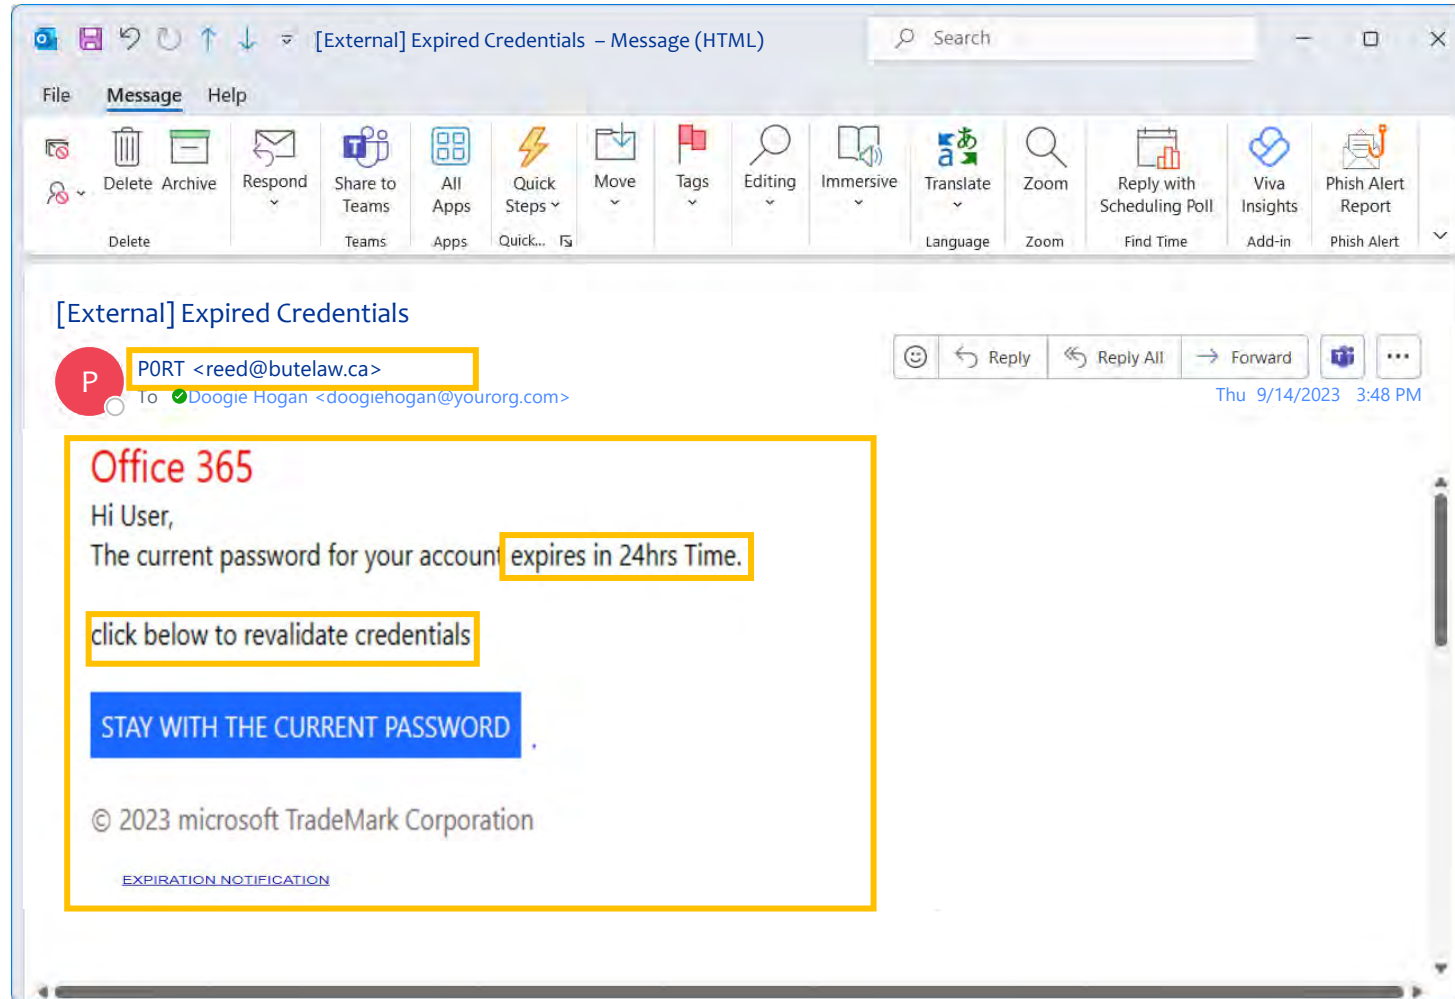 [External] Expired Credentials – Message (HTML)
Search
File Message Help
Delete Archive Respond Share to Teams All Apps Quick Steps Move Tags Editing Immersive Translate Zoom Reply with Scheduling Poll Viva Insights Phish Alert Report
Delete Teams Apps Quick... Language Zoom Find Time Add-in Phish Alert
[External] Expired Credentials
P
P0RT <reed@butelaw.ca>
Reply Reply All Forward
To Doogie Hogan <doogiehogan@yourorg.com>
Thu 9/14/2023 3:48 PM
Office 365
Hi User,
The current password for your account expires in 24hrs Time.
click below to revalidate credentials
STAY WITH THE CURRENT PASSWORD .
© 2023 microsoft TradeMark Corporation
EXPIRATION NOTIFICATION